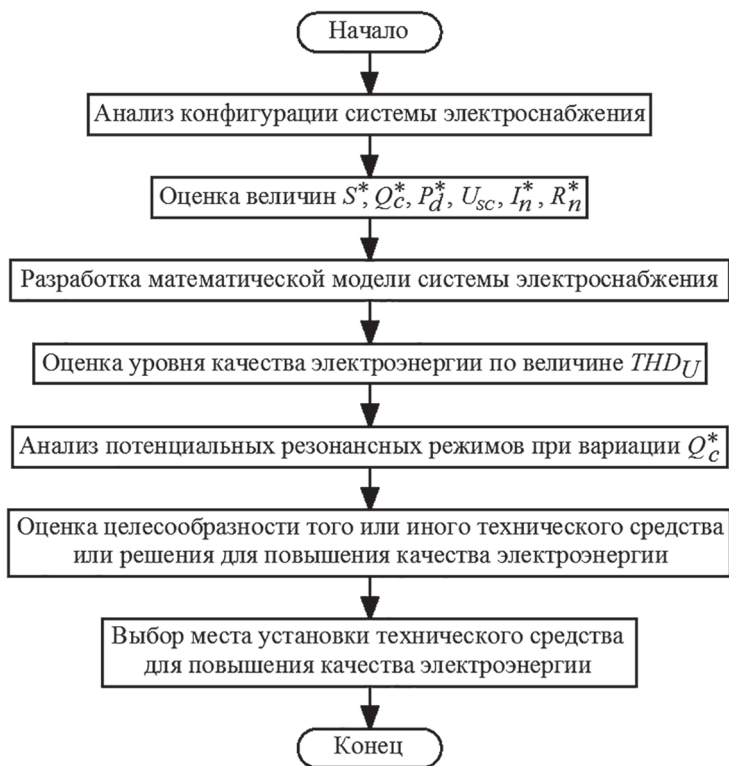 Начало
Анализ конфигурации системы электроснабжения
Оценка величин S*, Q*c, P*d, Usc, I*n, R*n
Разработка математической модели системы электроснабжения
Оценка уровня качества электроэнергии по величине THDU
Анализ потенциальных резонансных режимов при вариации Q*c
Оценка целесообразности того или иного технического средства
или решения для повышения качества электроэнергии
Выбор места установки технического средства
для повышения качества электроэнергии
Конец